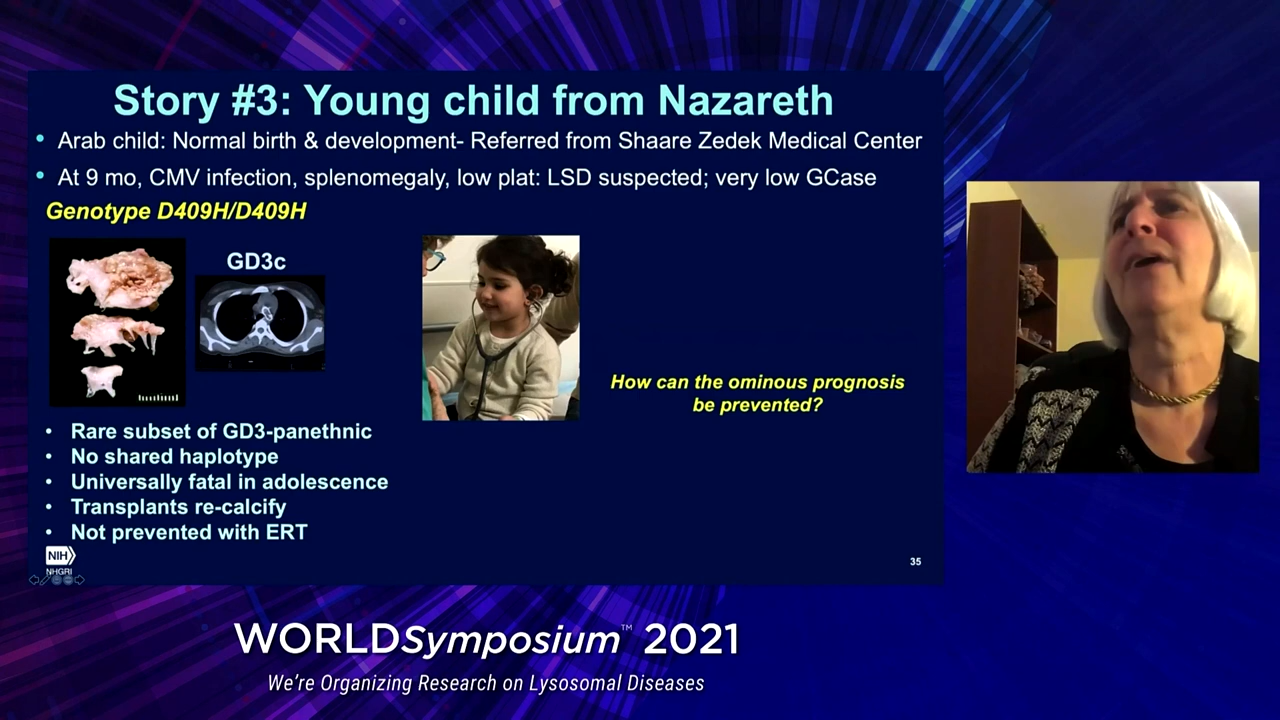 Story #3: Young child from Nazareth
• Arab child: Normal birth & development- Referred from Shaare Zedek Medical Center
• At 9 mo, CMV infection, splenomegaly, low plat: LSD suspected; very low GCase
Genotype D409H/D409H
GD3c
How can the ominous prognosis
be prevented?
• Rare subset of GD3-panethnic
• No shared haplotype
• Universally fatal in adolescence
• Transplants re-calcify
• Not prevented with ERT
NIH
NHGRI
35
WORLDSymposium™ 2021
We're Organizing Research on Lysosomal Diseases